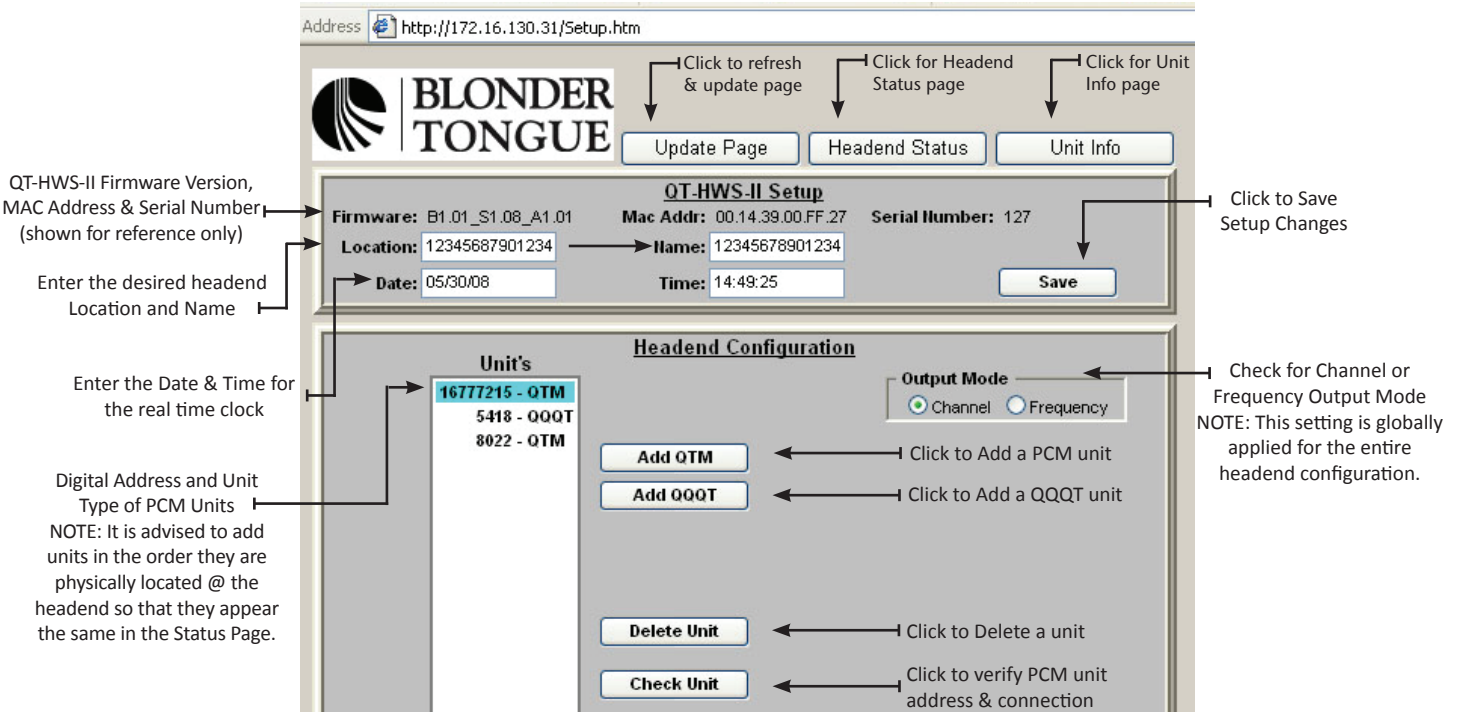 Address http://172.16.130.31/Setup.htm
Click to refresh
& update page
Click for Headend
Status page
Click for Unit
Info page
BLONDER
TONGUE
Update Page
Headend Status
Unit Info
QT-HWS-II Firmware Version,
MAC Address & Serial Number
(shown for reference only)
QT-HWS-II Setup
Firmware: B1.01_S1.08_A1.01 Mac Addr: 00.14.39.00.FF.27 Serial Number: 127
Location: 12345687901234 Name: 12345678901234
Date: 05/30/08 Time: 14:49:25 Save
Click to Save
Setup Changes
Enter the desired headend
Location and Name
Enter the Date & Time for
the real time clock
Headend Configuration
Unit's
16777215 - QTM
5418 - QQQT
8022 - QTM
Output Mode
Channel Frequency
Check for Channel or
Frequency Output Mode
NOTE: This setting is globally
applied for the entire
headend configuration.
Add QTM
Click to Add a PCM unit
Add QQQT
Click to Add a QQQT unit
Digital Address and Unit
Type of PCM Units
NOTE: It is advised to add
units in the order they are
physically located @ the
headend so that they appear
the same in the Status Page.
Delete Unit
Click to Delete a unit
Check Unit
Click to verify PCM unit
address & connection